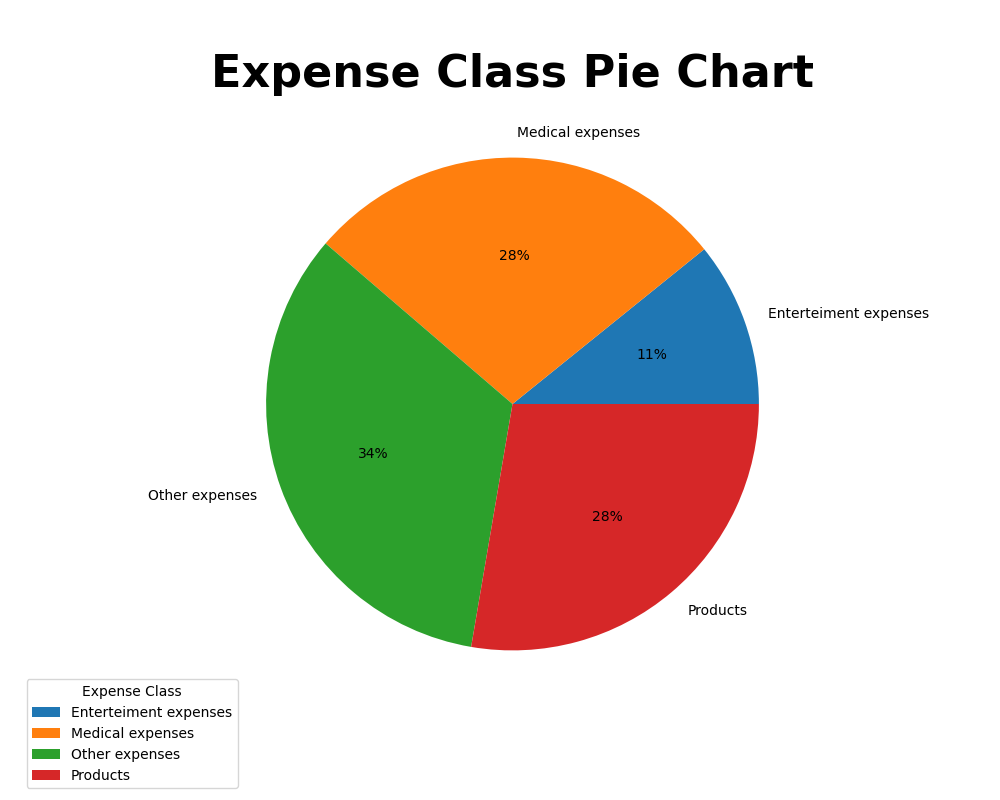 Expense Class Pie Chart
Medical expenses
28%
Enterteiment expenses
11%
34%
Other expenses
28%
Products
Expense Class
Enterteiment expenses
Medical expenses
Other expenses
Products